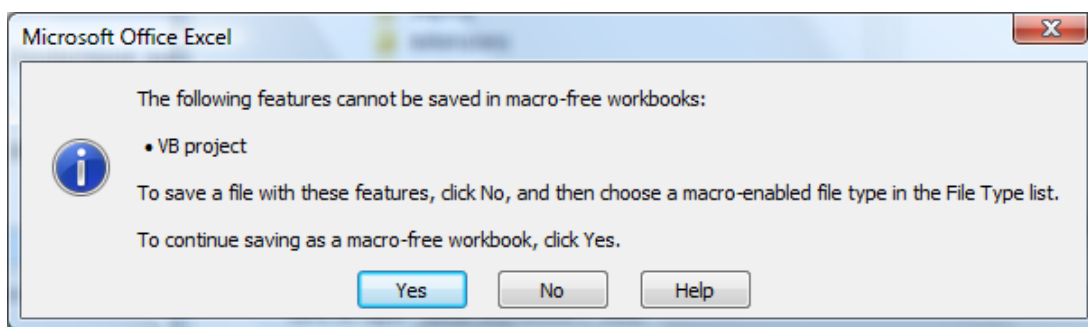 Microsoft Office Excel
The following features cannot be saved in macro-free workbooks:
• VB project
To save a file with these features, click No, and then choose a macro-enabled file type in the File Type list.
To continue saving as a macro-free workbook, click Yes.
Yes No Help